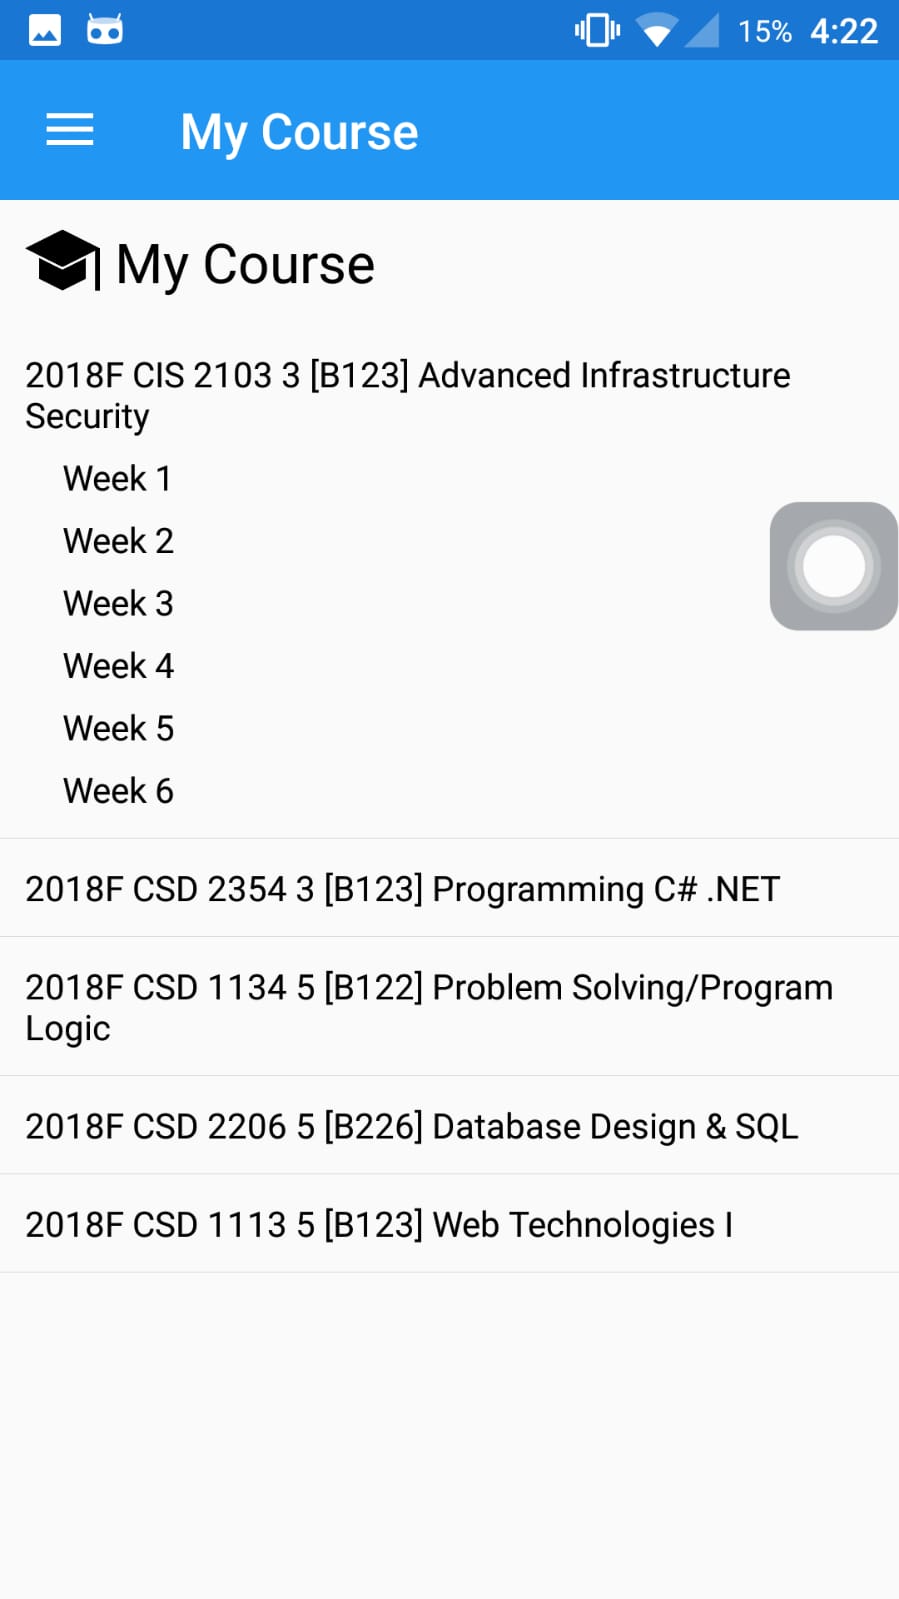 15% 4:22
My Course
My Course
2018F CIS 2103 3 [B123] Advanced Infrastructure
Security
Week 1
Week 2
Week 3
Week 4
Week 5
Week 6
2018F CSD 2354 3 [B123] Programming C# .NET
2018F CSD 1134 5 [B122] Problem Solving/Program
Logic
2018F CSD 2206 5 [B226] Database Design & SQL
2018F CSD 1113 5 [B123] Web Technologies I